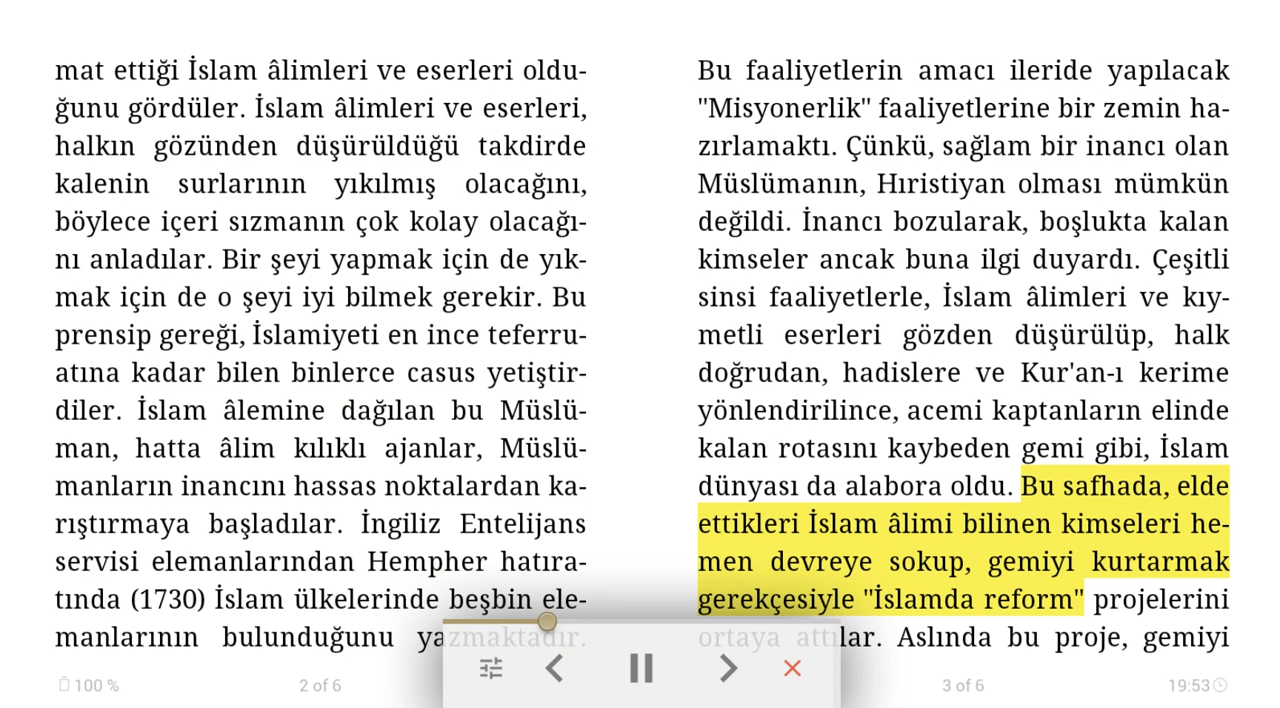 mat ettiği İslam âlimleri ve eserleri oldu-
ğunu gördüler. İslam âlimleri ve eserleri,
halkın gözünden düşürüldüğü takdirde
kalenin surlarının yıkılmış olacağını,
böylece içeri sızmanın çok kolay olacağı-
nı anladılar. Bir şeyi yapmak için de yık-
mak için de o şeyi iyi bilmek gerekir. Bu
prensip gereği, İslamiyeti en ince teferru-
atına kadar bilen binlerce casus yetiştir-
diler. İslam âlemine dağılan bu Müslü-
man, hatta âlim kılıklı ajanlar, Müslü-
manların inancını hassas noktalardan ka-
rıştırmaya başladılar. İngiliz Entelijans
servisi elemanlarından Hempher hatıra-
tında (1730) İslam ülkelerinde beşbin ele-
manlarının bulunduğunu yazmaktadır.
Bu faaliyetlerin amacı ileride yapılacak
"Misyonerlik" faaliyetlerine bir zemin ha-
zırlamaktı. Çünkü, sağlam bir inancı olan
Müslümanın, Hıristiyan olması mümkün
değildi. İnancı bozularak, boşlukta kalan
kimseler ancak buna ilgi duyardı. Çeşitli
sinsi faaliyetlerle, İslam âlimleri ve kıy-
metli eserleri gözden düşürülüp, halk
doğrudan, hadislere ve Kur'an-ı kerime
yönlendirilince, acemi kaptanların elinde
kalan rotasını kaybeden gemi gibi, İslam
dünyası da alabora oldu. Bu safhada, elde
ettikleri İslam âlimi bilinen kimseleri he-
men devreye sokup, gemiyi kurtarmak
gerekçesiyle "İslamda reform" projelerini
ortaya attılar. Aslında bu proje, gemiyi
100 %
2 of 6
3 of 6
19:53